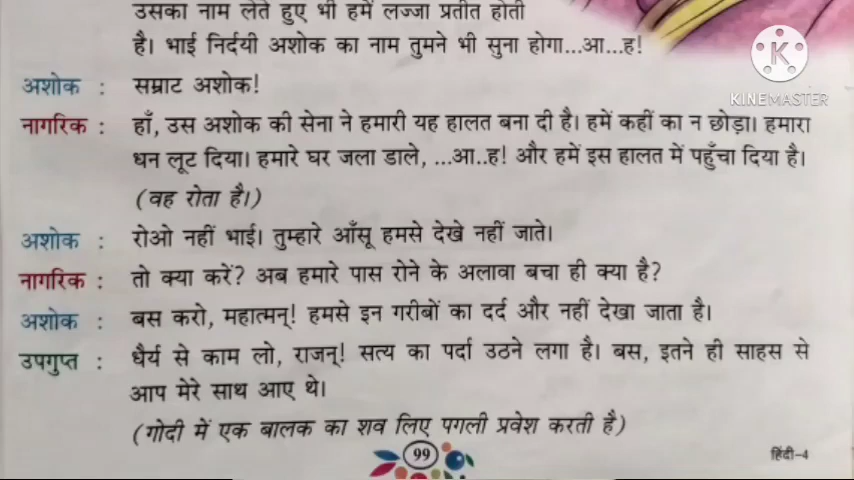 उसका नाम लेते हुए भी हमें लज्जा प्रतीत होती
है। भाई निर्दयी अशोक का नाम तुमने भी सुना होगा...आ...ह!
K
KINEMASTER
अशोक : सम्राट अशोक!
नागरिक : हाँ, उस अशोक की सेना ने हमारी यह हालत बना दी है। हमें कहीं का न छोड़ा। हमारा
धन लूट दिया। हमारे घर जला डाले, ...आ..ह! और हमें इस हालत में पहुँचा दिया है।
(वह रोता है।)
अशोक : रोओ नहीं भाई। तुम्हारे आँसू हमसे देखे नहीं जाते।
नागरिक : तो क्या करें? अब हमारे पास रोने के अलावा बचा ही क्या है?
अशोक : बस करो, महात्मन्! हमसे इन गरीबों का दर्द और नहीं देखा जाता है।
उपगुप्त : धैर्य से काम लो, राजन्! सत्य का पर्दा उठने लगा है। बस, इतने ही साहस से
आप मेरे साथ आए थे।
(गोदी में एक बालक का शव लिए पगली प्रवेश करती है)
99
हिंदी-4